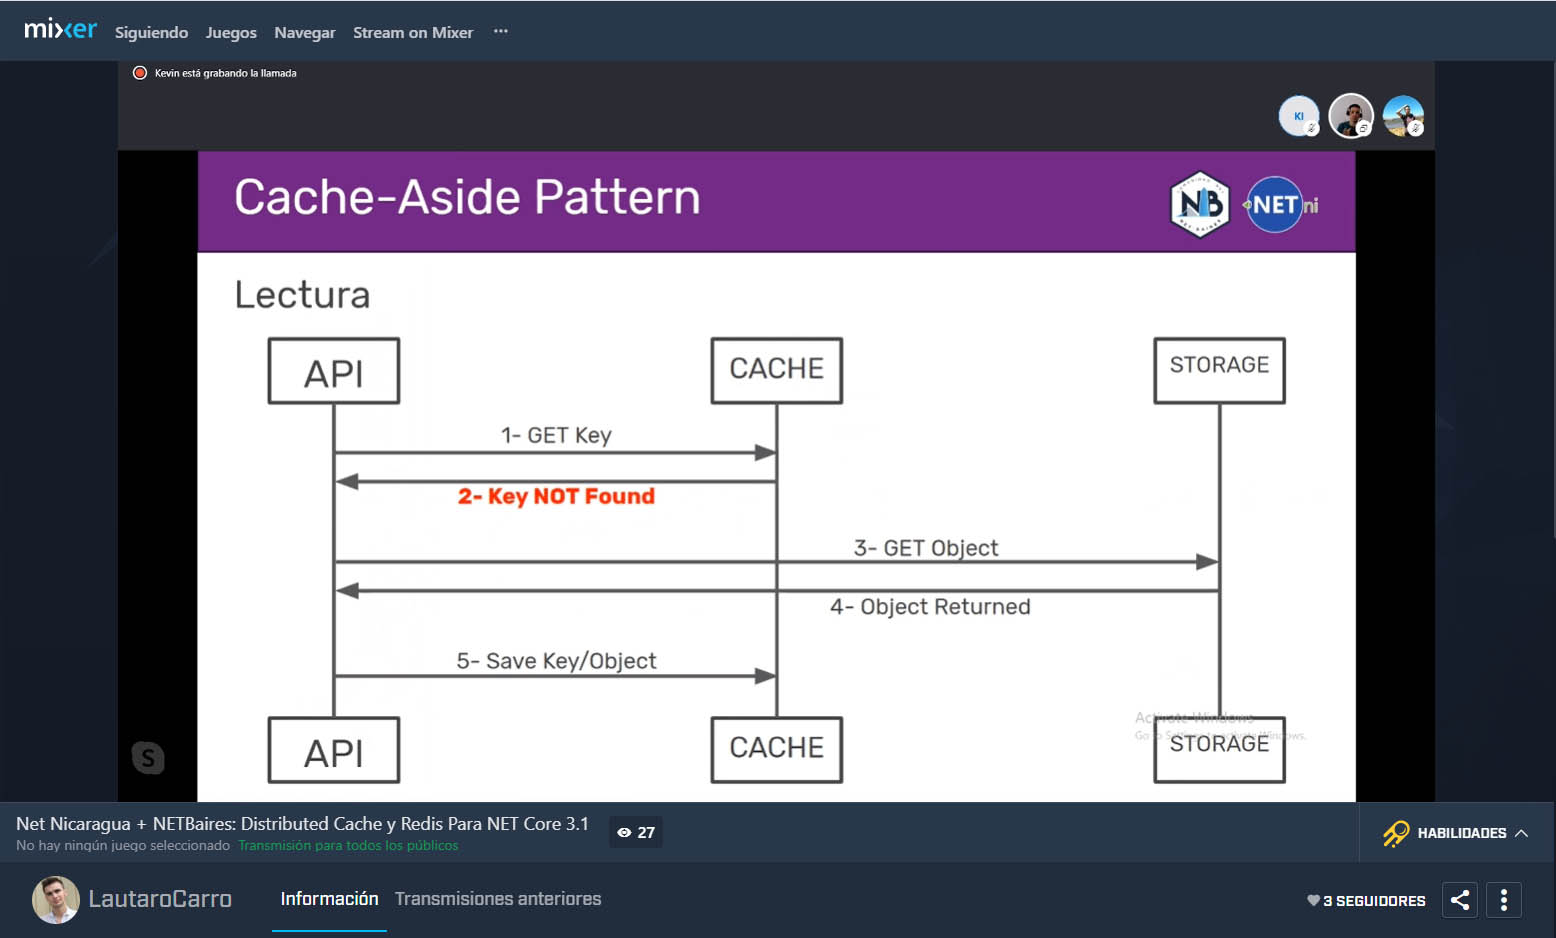 mixer Siguiendo Juegos Navegar Stream on Mixer ...
Kevin está grabando la llamada
KI
Cache-Aside Pattern
NB
NET BAIRES
.NET ni
Lectura
API CACHE STORAGE
1- GET Key
2- Key NOT Found
3- GET Object
4- Object Returned
5- Save Key/Object
Activate Windows
Go to Settings to activate Windows.
API CACHE STORAGE
S
Net Nicaragua + NETBaires: Distributed Cache y Redis Para NET Core 3.1 27
HABILIDADES
No hay ningún juego seleccionado Transmisión para todos los públicos
LautaroCarro Información Transmisiones anteriores 3 SEGUIDORES